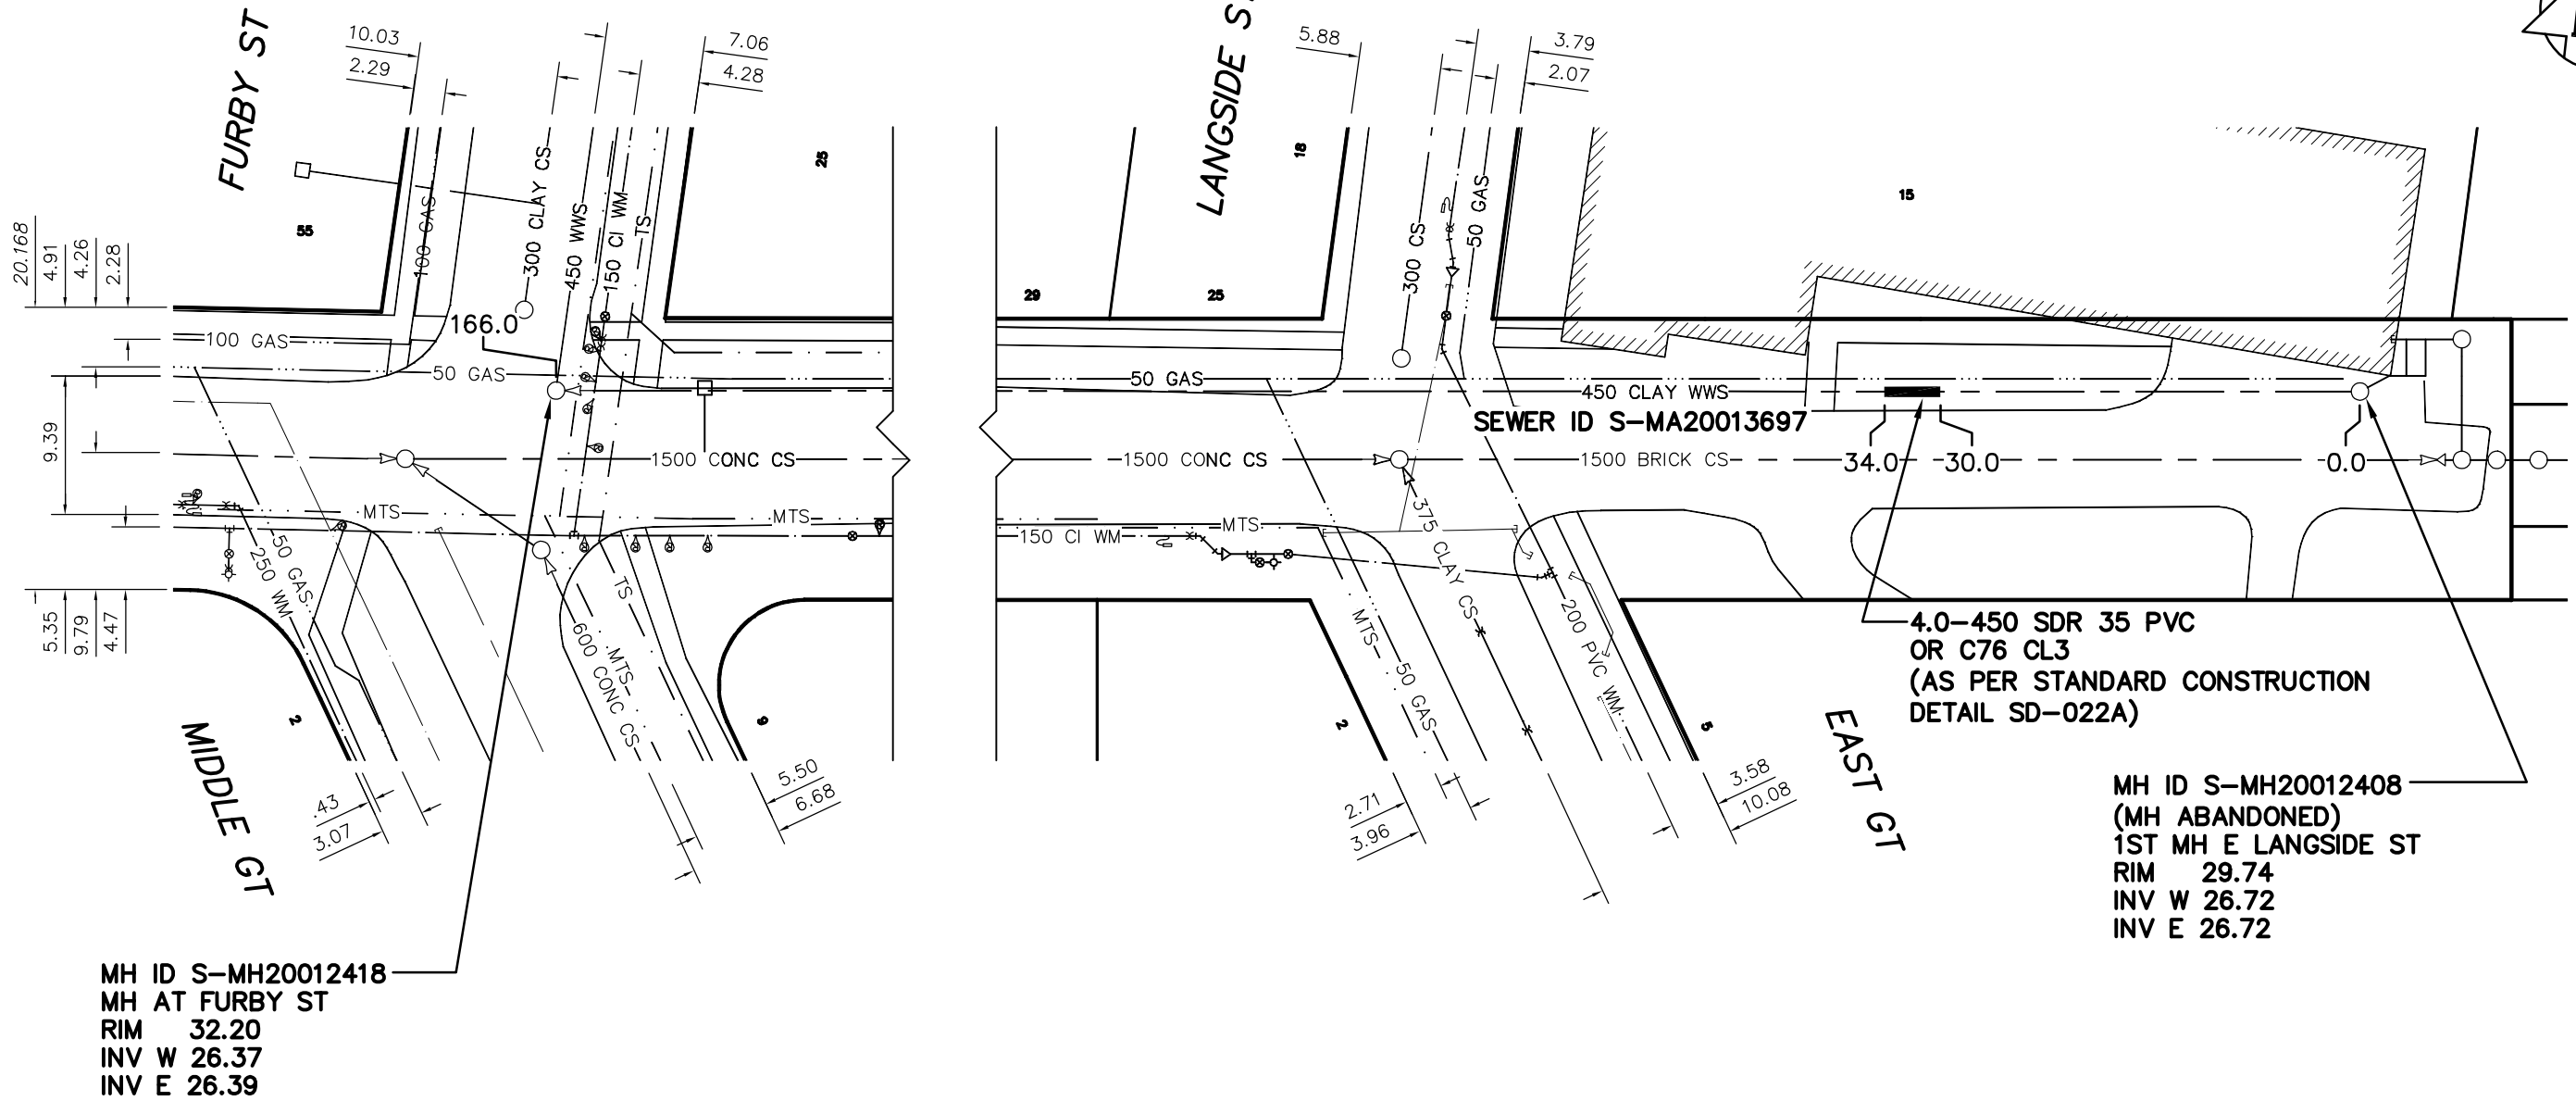 FURBY ST
10.03
2.29
7.06
4.28
LANGSIDE ST
5.88
3.79
2.07
20.168
4.91
4.26
2.28
55
100 GAS
300 CLAY CS
450 WWS
150 CI WM
TS
25
29
25
18
300 CS
50 GAS
15
100 GAS
166.0
50 GAS
50 GAS
450 CLAY WWS
SEWER ID S-MA20013697
9.39
1500 CONC CS
1500 CONC CS
1500 BRICK CS
34.0
30.0
0.0
MTS
MTS
MTS
150 CI WM
375 CLAY CS
50 GAS
250 WM
TS
MTS
600 CONC CS
MTS
50 GAS
200 PVC WM
5.35
9.79
4.47
2
9
2
5
MIDDLE GT
.43
3.07
5.50
6.68
2.71
3.96
3.58
10.08
EAST GT
4.0-450 SDR 35 PVC
OR C76 CL3
(AS PER STANDARD CONSTRUCTION
DETAIL SD-022A)
MH ID S-MH20012408
(MH ABANDONED)
1ST MH E LANGSIDE ST
RIM 29.74
INV W 26.72
INV E 26.72
MH ID S-MH20012418
MH AT FURBY ST
RIM 32.20
INV W 26.37
INV E 26.39